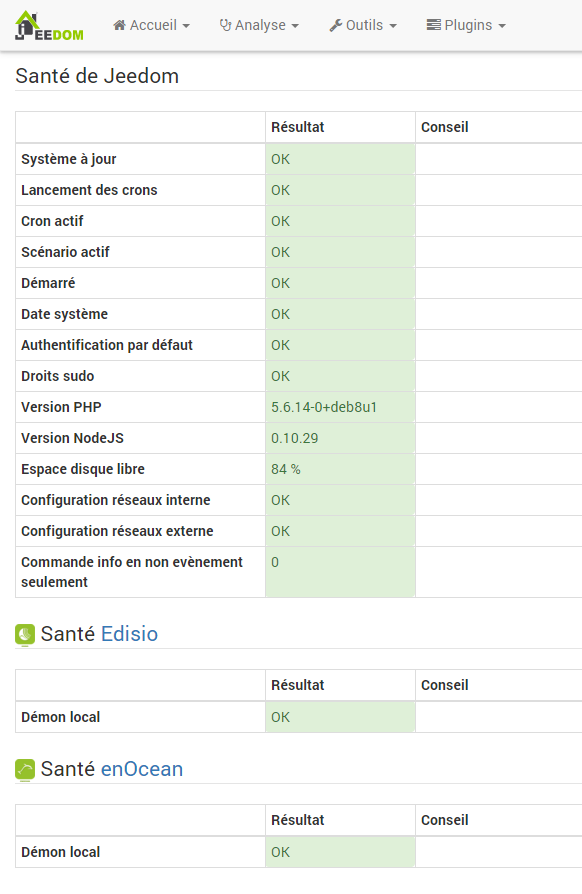 JEEDOM Accueil Analyse Outils Plugins
Santé de Jeedom
Résultat Conseil
Système à jour OK
Lancement des crons OK
Cron actif OK
Scénario actif OK
Démarré OK
Date système OK
Authentification par défaut OK
Droits sudo OK
Version PHP 5.6.14-0+deb8u1
Version NodeJS 0.10.29
Espace disque libre 84 %
Configuration réseaux interne OK
Configuration réseaux externe OK
Commande info en non evènement 0
seulement
Santé Edisio
Résultat Conseil
Démon local OK
Santé enOcean
Résultat Conseil
Démon local OK